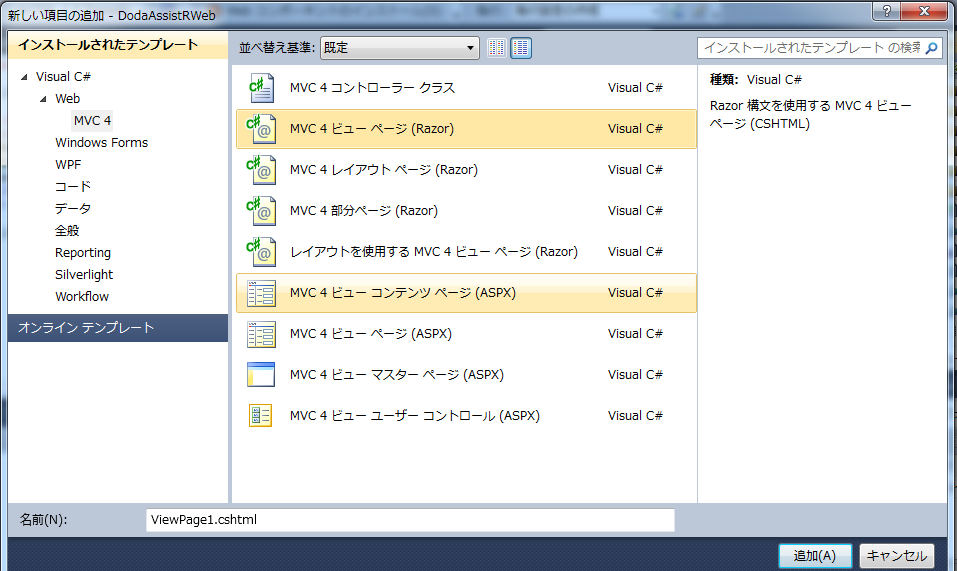 新しい項目の追加 - DodaAssistRWeb
インストールされたテンプレート
並べ替え基準: 既定
インストールされたテンプレート の検索
Visual C#
Web
MVC 4
Windows Forms
WPF
コード
データ
全般
Reporting
Silverlight
Workflow
オンライン テンプレート
MVC 4 コントローラー クラス Visual C#
MVC 4 ビュー ページ (Razor) Visual C#
MVC 4 レイアウト ページ (Razor) Visual C#
MVC 4 部分ページ (Razor) Visual C#
レイアウトを使用する MVC 4 ビュー ページ (Razor) Visual C#
MVC 4 ビュー コンテンツ ページ (ASPX) Visual C#
MVC 4 ビュー ページ (ASPX) Visual C#
MVC 4 ビュー マスター ページ (ASPX) Visual C#
MVC 4 ビュー ユーザー コントロール (ASPX) Visual C#
種類: Visual C#
Razor 構文を使用する MVC 4 ビュー
ページ (CSHTML)
名前(N): ViewPage1.cshtml
追加(A) キャンセル